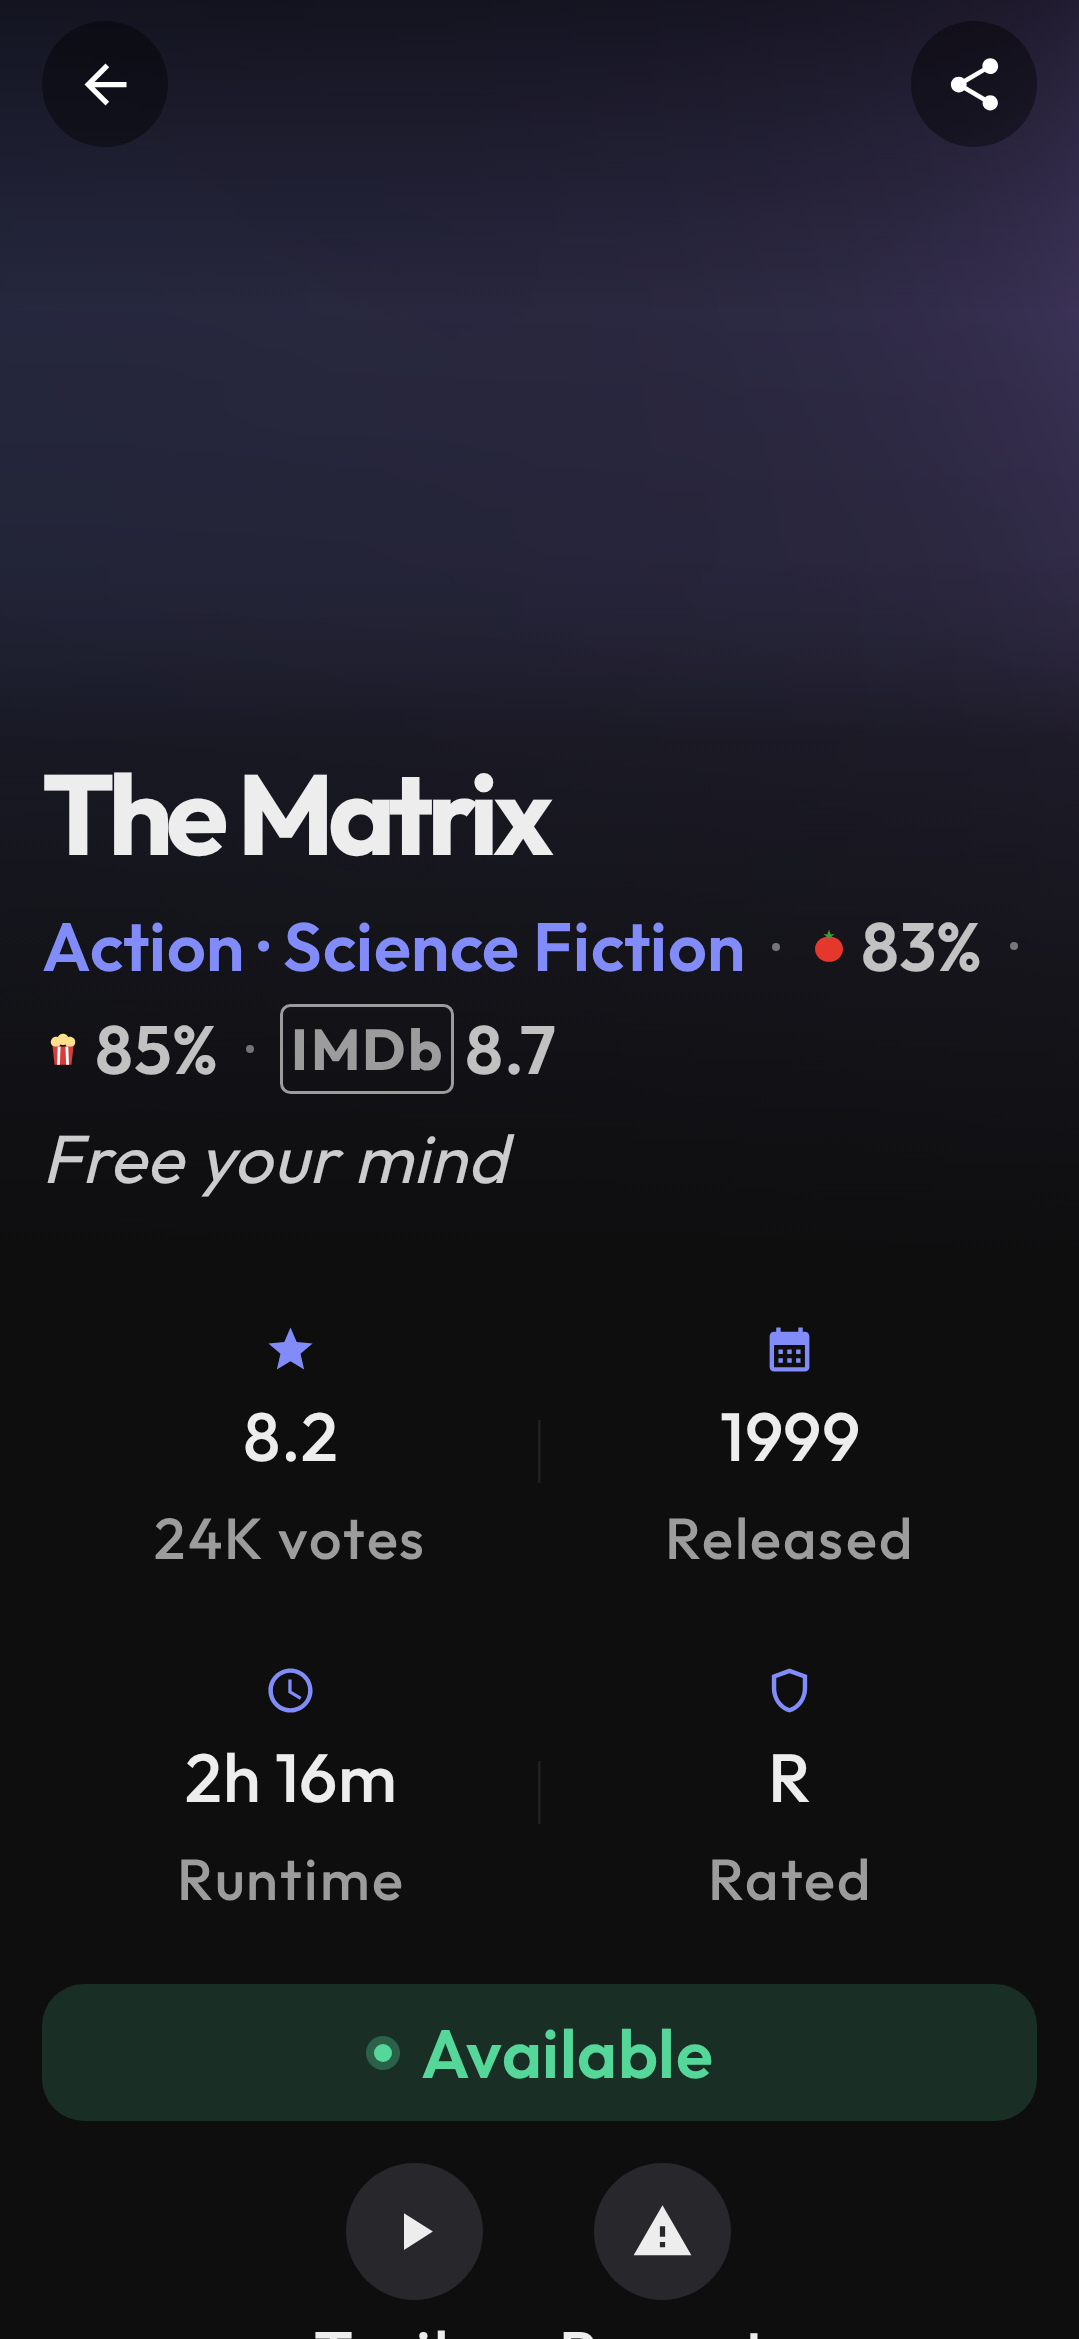 The Matrix
Action · Science Fiction · 83% ·
85% · IMDb 8.7
Free your mind
8.2
1999
24K votes
Released
2h 16m
R
Runtime
Rated
Available